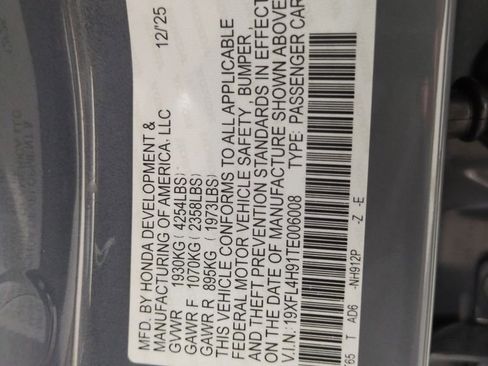 MFD. BY HONDA DEVELOPMENT & 12/'25
MANUFACTURING OF AMERICA, LLC
GVWR 1930KG ( 4254LBS)
GAWR F 1070KG ( 2358LBS)
GAWR R 895KG ( 1973LBS)
THIS VEHICLE CONFORMS TO ALL APPLICABLE
FEDERAL MOTOR VEHICLE SAFETY , BUMPER ,
AND THEFT PREVENTION STANDARDS IN EFFECT
ON THE DATE OF MANUFACTURE SHOWN ABOVE.
V.I.N: 19XFL4H91TE006008 TYPE: PASSENGER CAR
T65 T AD6 -NH912P -Z -E